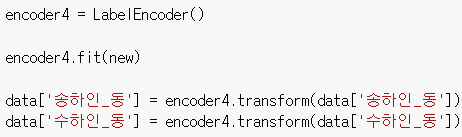 encoder4 = LabelEncoder()
encoder4.fit(new)
data['송하인_동'] = encoder4.transform(data['송하인_동'])
data['수하인_동'] = encoder4.transform(data['수하인_동'])